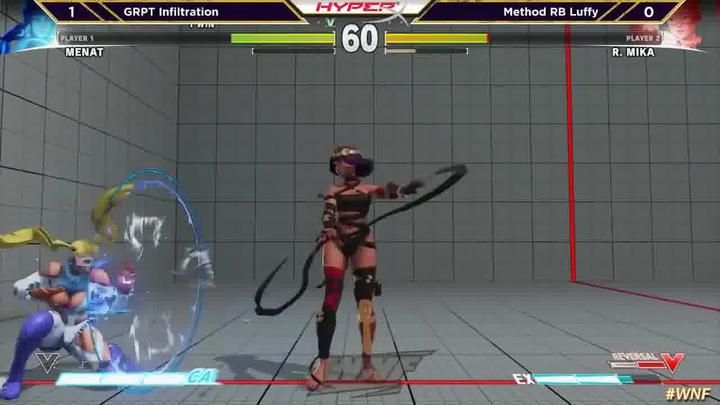 1 GRPT Infiltration HYPER Method RB Luffy 0
1 WIN
PLAYER 1 60 PLAYER 2
MENAT R. MIKA
REVERSAL
CA EX
#WNF